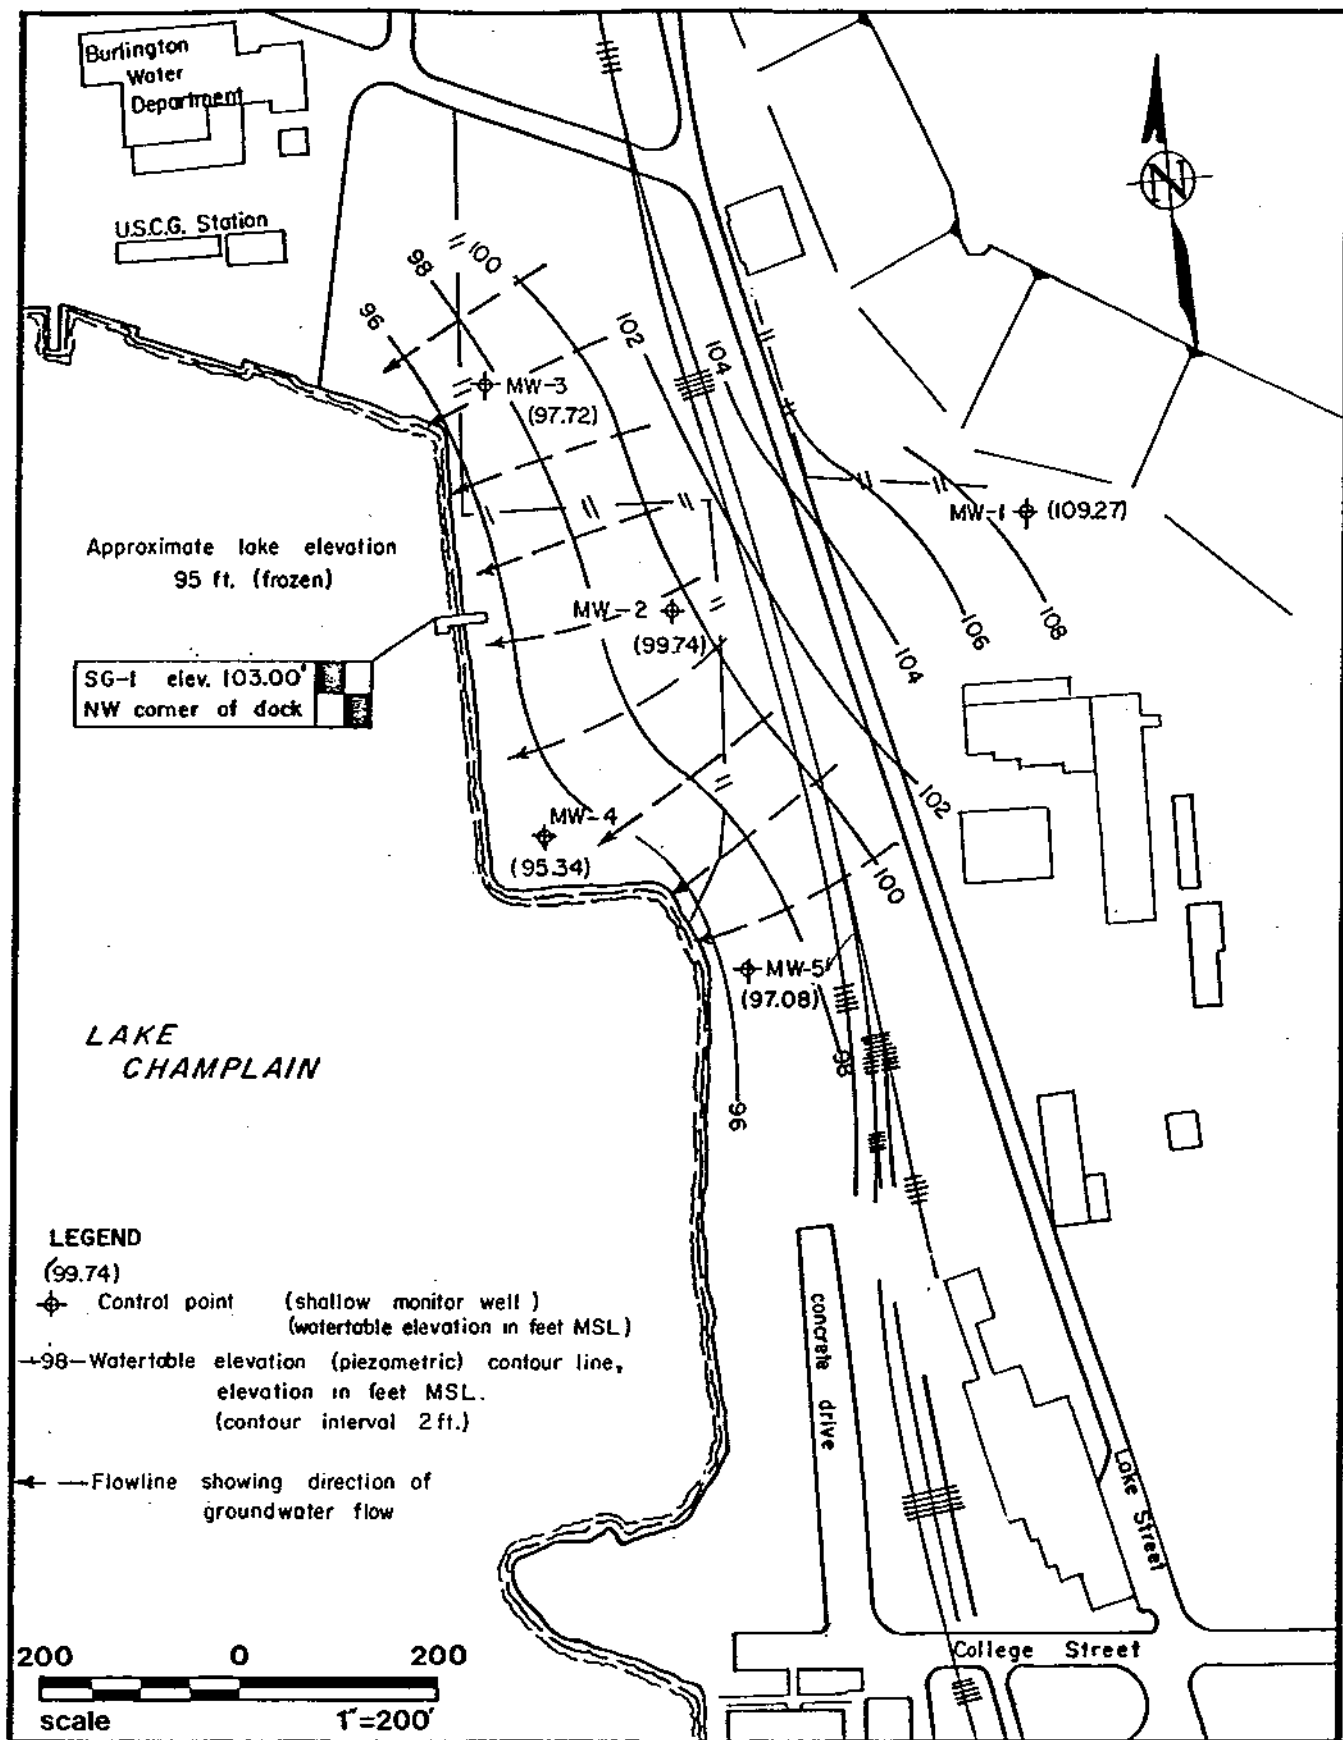 Burlington
Water
Department
U.S.C.G. Station
N
98
100
96
102
104
MW-3
(97.72)
MW-1 (109.27)
Approximate lake elevation
95 ft. (frozen)
MW-2
(99.74)
106
108
104
SG-1 elev. 103.00'
NW corner of dock
102
MW-4
(95.34)
100
MW-5
(97.08)
LAKE
CHAMPLAIN
98
96
LEGEND
(99.74)
Control point (shallow monitor well)
(watertable elevation in feet MSL)
98 Watertable elevation (piezometric) contour line,
elevation in feet MSL.
(contour interval 2 ft.)
Flowline showing direction of
groundwater flow
concrete drive
Lake Street
College Street
200 0 200
scale 1"=200'